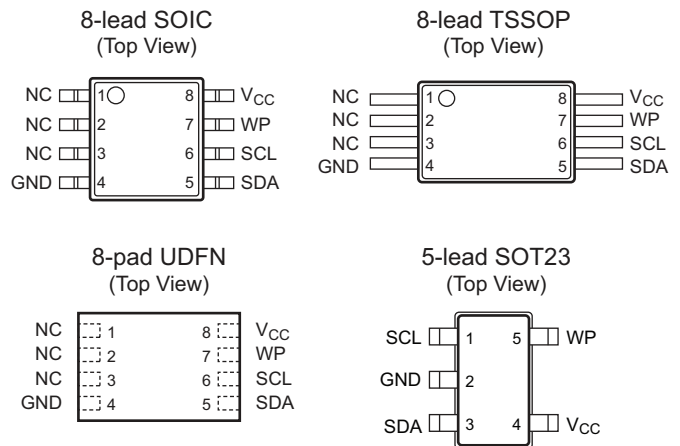 8-lead SOIC
(Top View)
NC 1 8 VCC
NC 2 7 WP
NC 3 6 SCL
GND 4 5 SDA
8-lead TSSOP
(Top View)
NC 1 8 VCC
NC 2 7 WP
NC 3 6 SCL
GND 4 5 SDA
8-pad UDFN
(Top View)
NC 1 8 VCC
NC 2 7 WP
NC 3 6 SCL
GND 4 5 SDA
5-lead SOT23
(Top View)
SCL 1 5 WP
GND 2
SDA 3 4 VCC